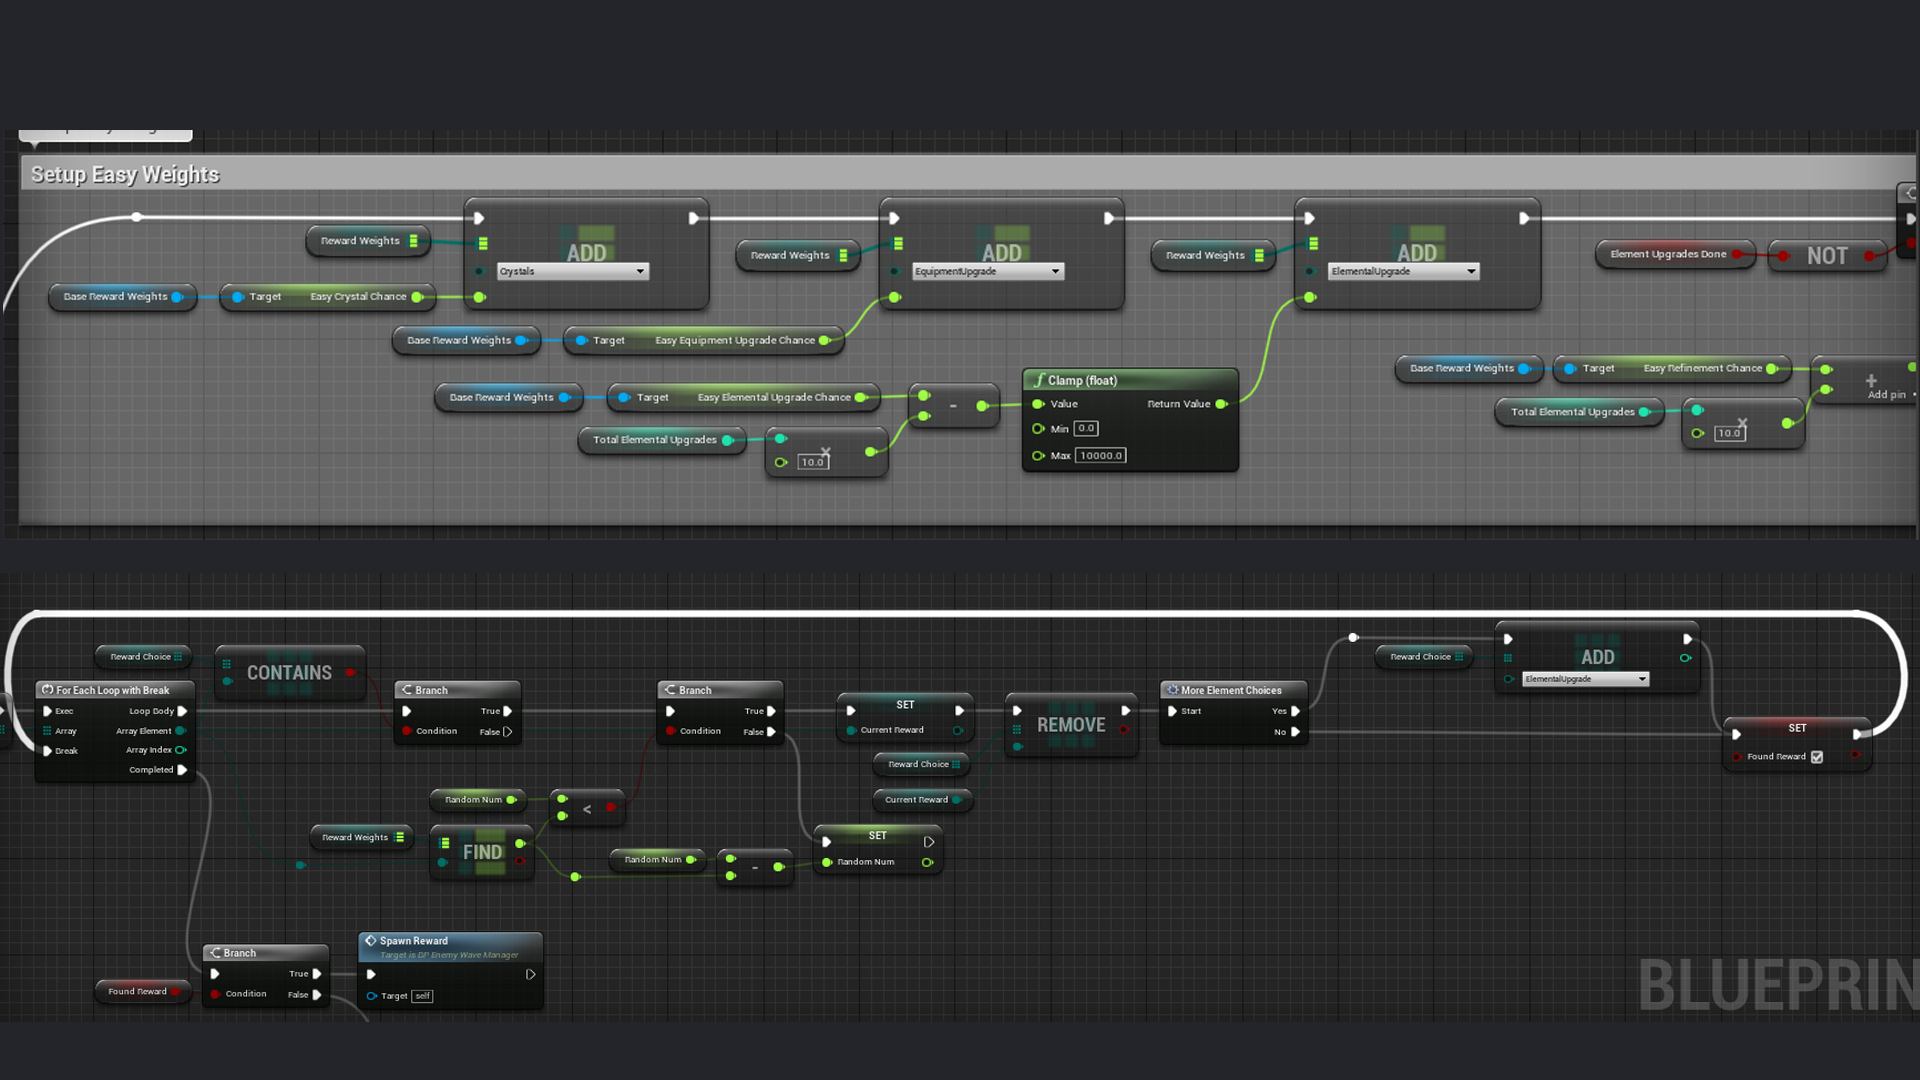 Setup Easy Weights
Reward Weights
ADD
Crystals
Base Reward Weights
Target
Easy Crystal Chance
Reward Weights
ADD
EquipmentUpgrade
Base Reward Weights
Target
Easy Equipment Upgrade Chance
Reward Weights
ADD
ElementalUpgrade
Base Reward Weights
Target
Easy Elemental Upgrade Chance
-
Total Elemental Upgrades
10.0
Clamp (float)
Value
Return Value
Min 0.0
Max 10000.0
Element Upgrades Done
NOT
Base Reward Weights
Target
Easy Refinement Chance
Add pin
Total Elemental Upgrades
10.0
Reward Choice
CONTAINS
For Each Loop with Break
Exec
Loop Body
Array
Array Element
Break
Array Index
Completed
Branch
True
Condition
False
Branch
True
Condition
False
SET
Current Reward
Reward Choice
Current Reward
REMOVE
More Element Choices
Start
Yes
No
Reward Choice
ADD
ElementalUpgrade
SET
Found Reward
Random Num
<
Reward Weights
FIND
Random Num
-
SET
Random Num
Found Reward
Branch
True
Condition
False
Spawn Reward
Target is DP Enemy Wave Manager
Target self
BLUEPRIN